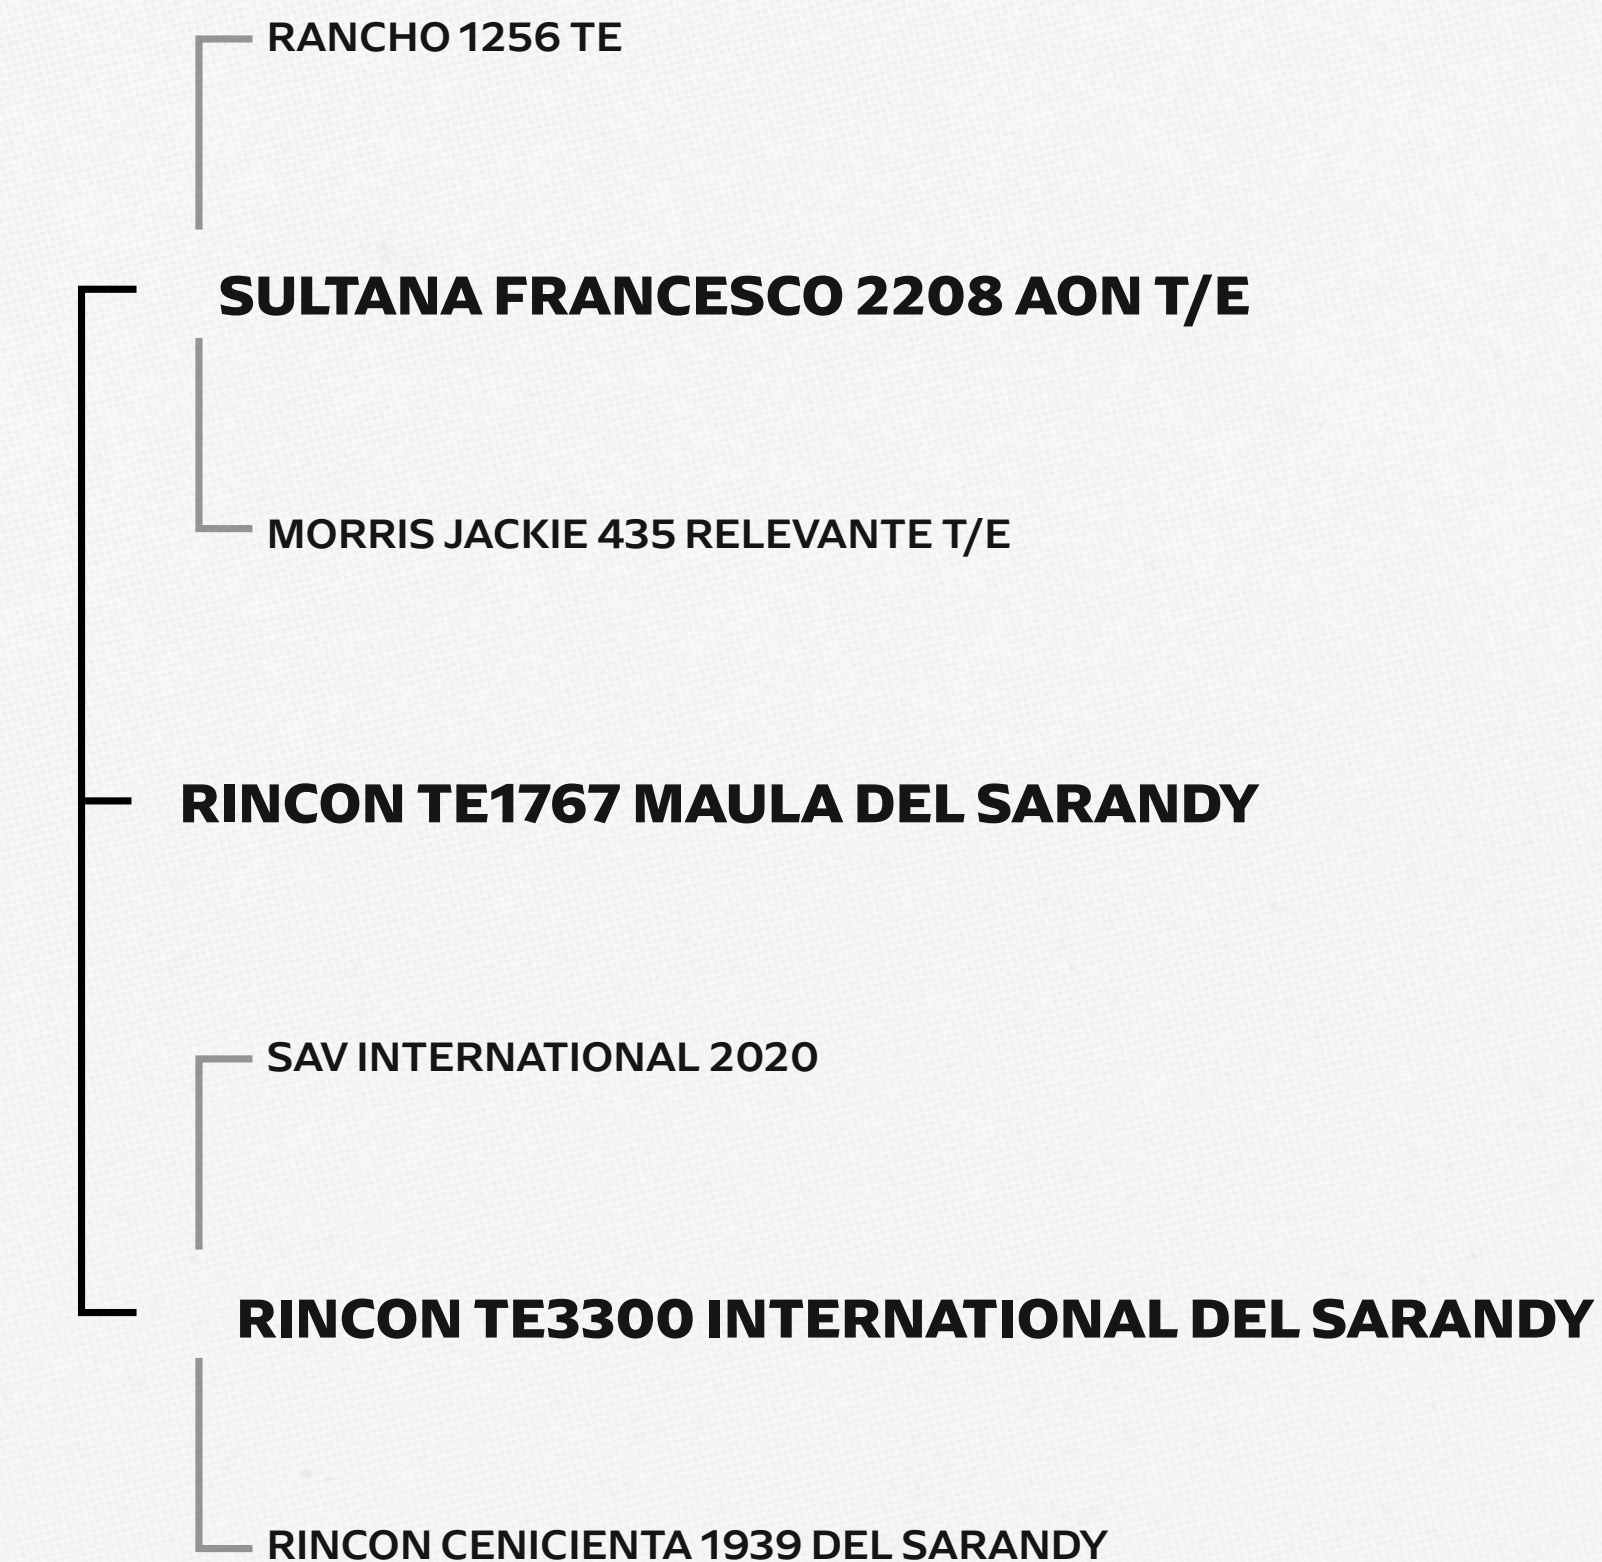 RANCHO 1256 TE
SULTANA FRANCESCO 2208 AON T/E
MORRIS JACKIE 435 RELEVANTE T/E
RINCON TE1767 MAULA DEL SARANDY
SAV INTERNATIONAL 2020
RINCON TE3300 INTERNATIONAL DEL SARANDY
RINCON CENICIENTA 1939 DEL SARANDY